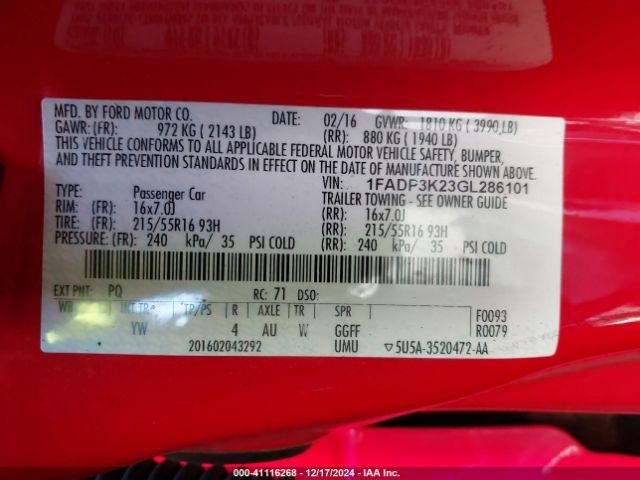 MFD. BY FORD MOTOR CO. DATE: 02/16 GVWR: 1810 KG ( 3990,LB)
GAWR: (FR): 972 KG ( 2143 LB) (RR): 880 KG ( 1940 LB)
THIS VEHICLE CONFORMS TO ALL APPLICABLE FEDERAL MOTOR VEHICLE SAFETY, BUMPER,
AND THEFT PREVENTION STANDARDS IN EFFECT ON THE DATE OF MANUFACTURE SHOWN ABOVE.
VIN: 1FADP3K23GL286101
TYPE: Passenger Car TRAILER TOWING - SEE OWNER GUIDE
RIM: (FR): 16x7.0J (RR): 16x7.0J
TIRE: (FR): 215/55R16 93H (RR): 215/55R16 93H
PRESSURE: (FR): 240 kPa/ 35 PSI COLD (RR): 240 kPa/ 35 PSI COLD
EXT PNT: PQ RC: 71 DSO:
WB INT TR TP/PS R AXLE TR SPR F0093
YW 4 AU W GGFF R0079
201602043292 UMU ▽5U5A-3520472-AA
000-41116268 - 12/17/2024 - IAA Inc.